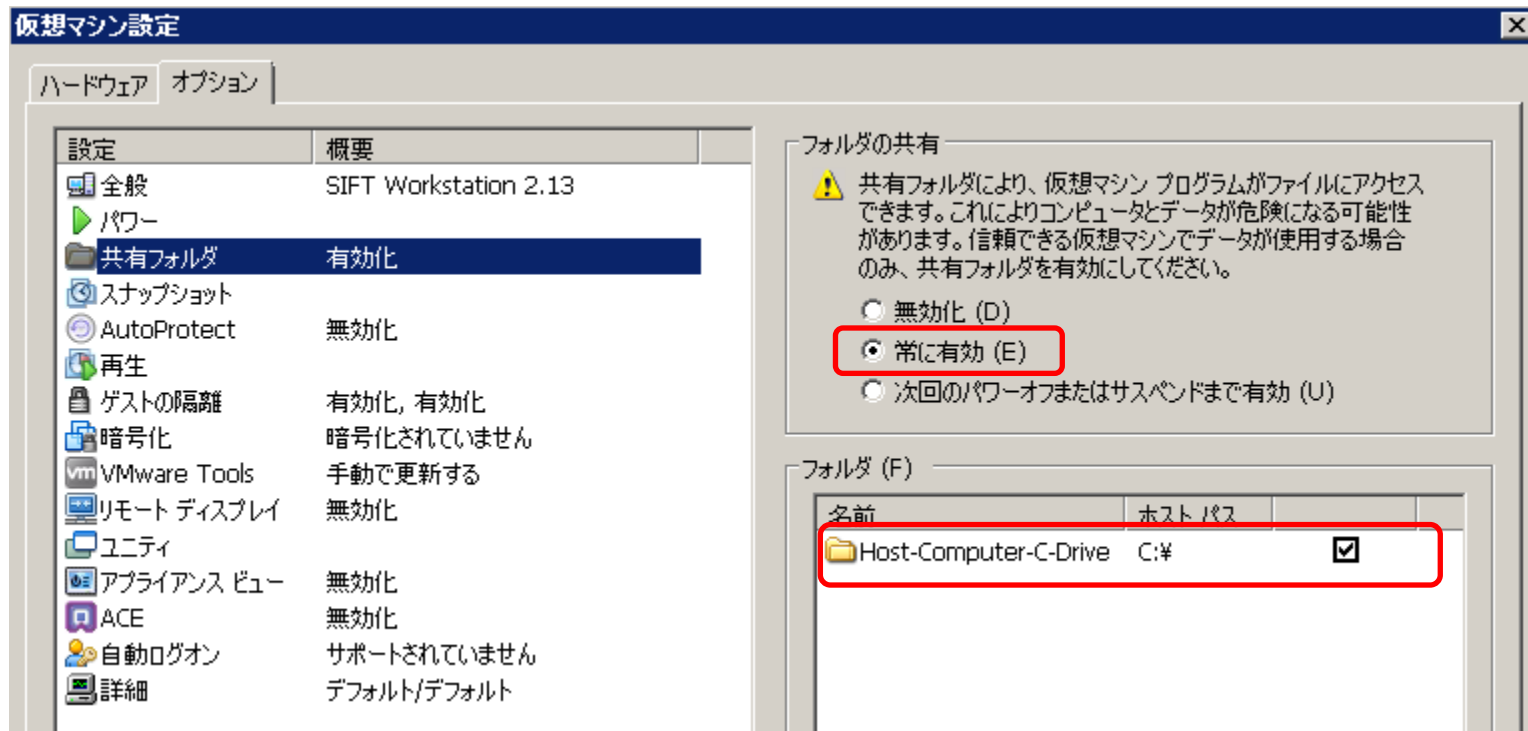 仮想マシン設定
ハードウェア オプション
設定 概要
全般 SIFT Workstation 2.13
パワー
共有フォルダ 有効化
スナップショット
AutoProtect 無効化
再生
ゲストの隔離 有効化, 有効化
暗号化 暗号化されていません
VMware Tools 手動で更新する
リモート ディスプレイ 無効化
ユニティ
アプライアンス ビュー 無効化
ACE 無効化
自動ログオン サポートされていません
詳細 デフォルト/デフォルト
フォルダの共有
共有フォルダにより、仮想マシン プログラムがファイルにアクセス
できます。これによりコンピュータとデータが危険になる可能性
があります。信頼できる仮想マシンでデータが使用する場合
のみ、共有フォルダを有効にしてください。
無効化 (D)
常に有効 (E)
次回のパワーオフまたはサスペンドまで有効 (U)
フォルダ (F)
名前 ホスト パス
Host-Computer-C-Drive C:¥